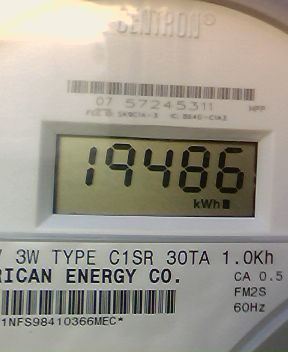 CENTRON®
07 57245311
19486
kWh
3W TYPE C1SR 30TA 1.0Kh
RICAN ENERGY CO.
CA 0.5
FM2S
60Hz
1NFS98410366MEC*